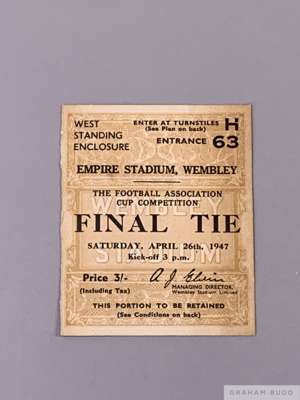 WEST
STANDING
ENCLOSURE
ENTER AT TURNSTILES
(See Plan on back)
H
ENTRANCE 63
EMPIRE STADIUM, WEMBLEY
THE FOOTBALL ASSOCIATION
CUP COMPETITION
WEMBLEY
FINAL TIE
SATURDAY, APRIL 26th, 1947
STADIUM
Kick-off 3 p.m.
Price 3/-
(Including Tax)
MANAGING DIRECTOR,
Wembley Stadium Limited
THIS PORTION TO BE RETAINED
(See Conditions on back)
GRAHAM BUDD